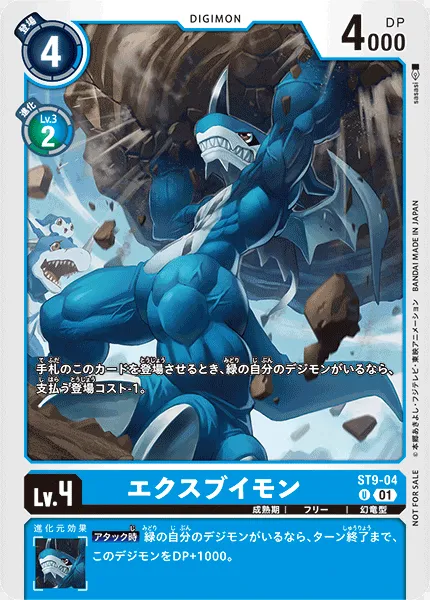 DIGIMON
登場
4
DP
4000
sasasi
進化
Lv.3
2
手札のこのカードを登場させるとき、緑の自分のデジモンがいるなら、
支払う登場コスト-1。
©本郷あきよし・フジテレビ・東映アニメーション BANDAI MADE IN JAPAN
NOT FOR SALE
Lv.4
エクスブイモン
ST9-04
U 01
成熟期 | フリー | 幻竜型
進化元効果
アタック時 緑の自分のデジモンがいるなら、ターン終了まで、
このデジモンをDP+1000。